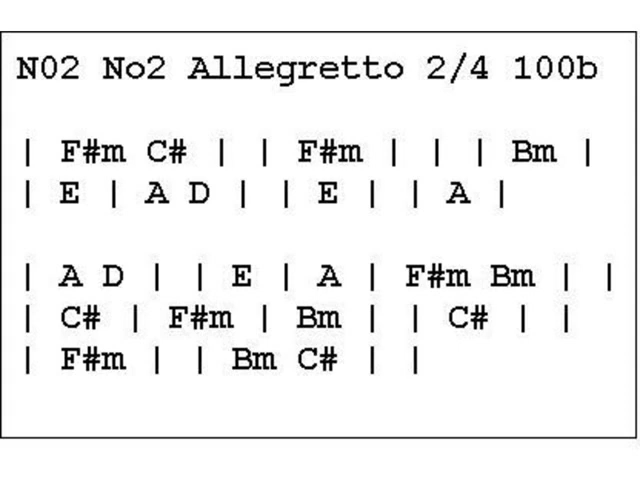 N02 No2 Allegretto 2/4 100b
| F#m C# | | F#m | | | Bm |
| E | A D | | E | | A |
| A D | | E | A | F#m Bm | |
| C# | F#m | Bm | | C# | |
| F#m | | Bm C# | |